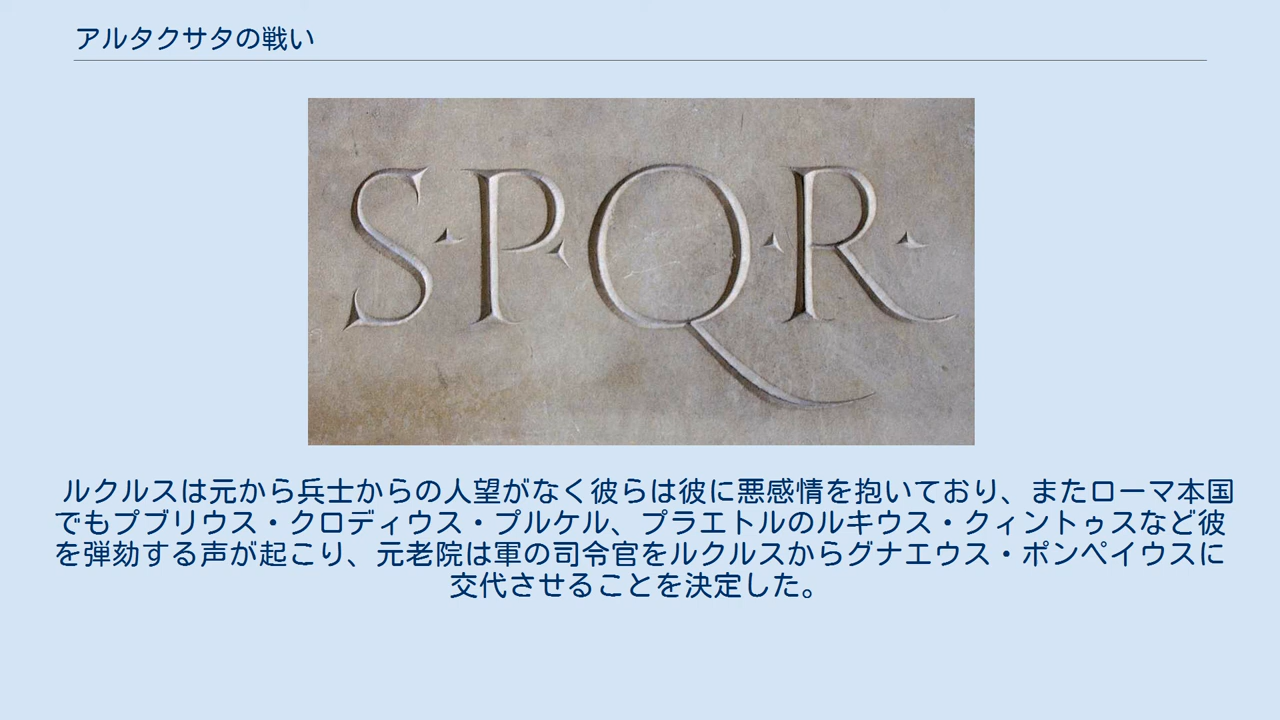 アルタクサタの戦い
S·P·Q·R·
ルクルスは元から兵士からの人望がなく彼らは彼に悪感情を抱いており、またローマ本国
でもプブリウス・クロディウス・プルケル、プラエトルのルキウス・クィントゥスなど彼
を弾劾する声が起こり、元老院は軍の司令官をルクルスからグナエウス・ポンペイウスに
交代させることを決定した。